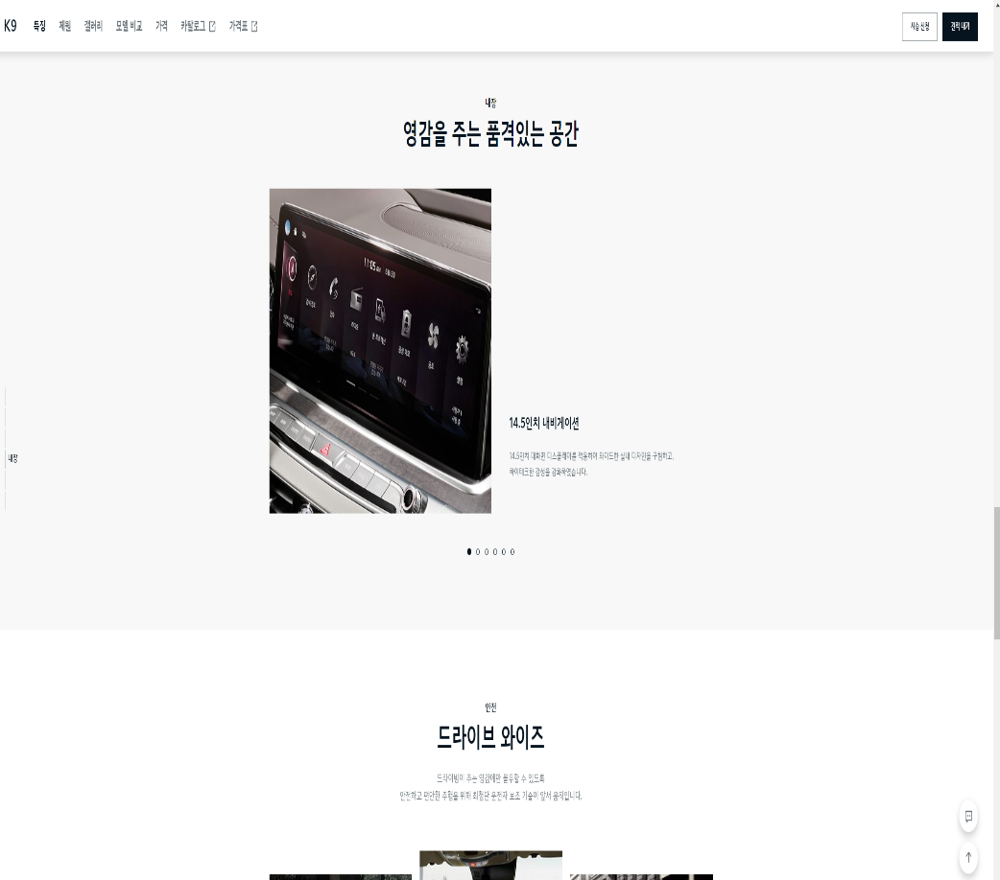 K9 특징 제원 갤러리 모델 비교 가격 카탈로그 가격표
시승 신청 견적 내기
내장
영감을 주는 품격있는 공간
11:05
14.5인치 내비게이션
14.5인치 대화면 디스플레이를 적용하여 와이드한 실내 디자인을 구현하고,
하이테크한 감성을 강화하였습니다.
내장
안전
드라이브 와이즈
드라이빙이 주는 영감에만 몰두할 수 있도록
안전하고 편안한 주행을 위해 최첨단 운전자 보조 기술이 앞서 움직입니다.